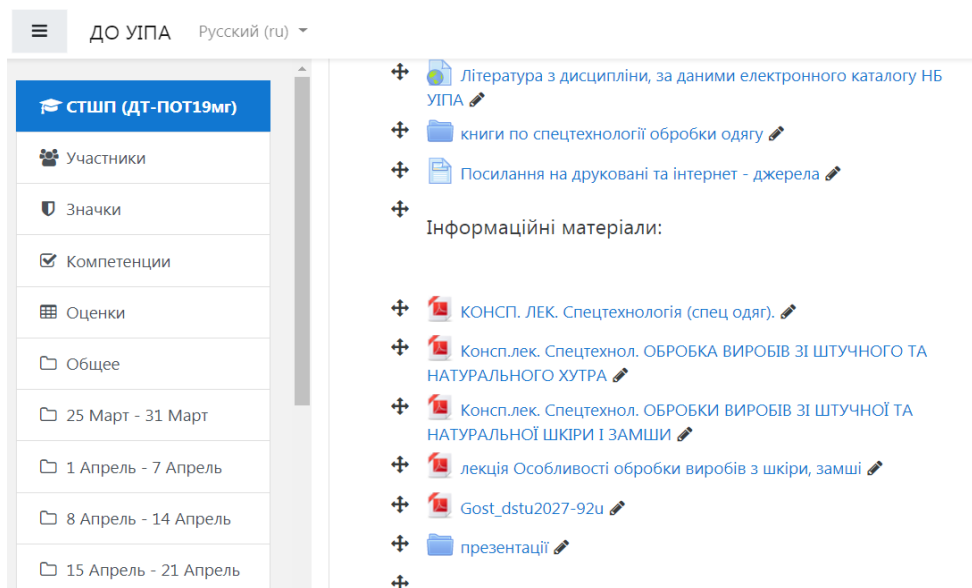 ДО УІПА
Русский (ru)
СТШП (ДТ-ПОТ19мг)
Участники
Значки
Компетенции
Оценки
Общее
25 Март - 31 Март
1 Апрель - 7 Апрель
8 Апрель - 14 Апрель
15 Апрель - 21 Апрель
Література з дисципліни, за даними електронного каталогу НБ
УІПА
книги по спецтехнології обробки одягу
Посилання на друковані та інтернет - джерела
Інформаційні матеріали:
КОНСП. ЛЕК. Спецтехнологія (спец одяг).
Консп.лек. Спецтехнол. ОБРОБКА ВИРОБІВ ЗІ ШТУЧНОГО ТА
НАТУРАЛЬНОГО ХУТРА
Консп.лек. Спецтехнол. ОБРОБКИ ВИРОБІВ ЗІ ШТУЧНОЇ ТА
НАТУРАЛЬНОЇ ШКІРИ І ЗАМШИ
лекція Особливості обробки виробів з шкіри, замші
Gost_dstu2027-92u
презентації